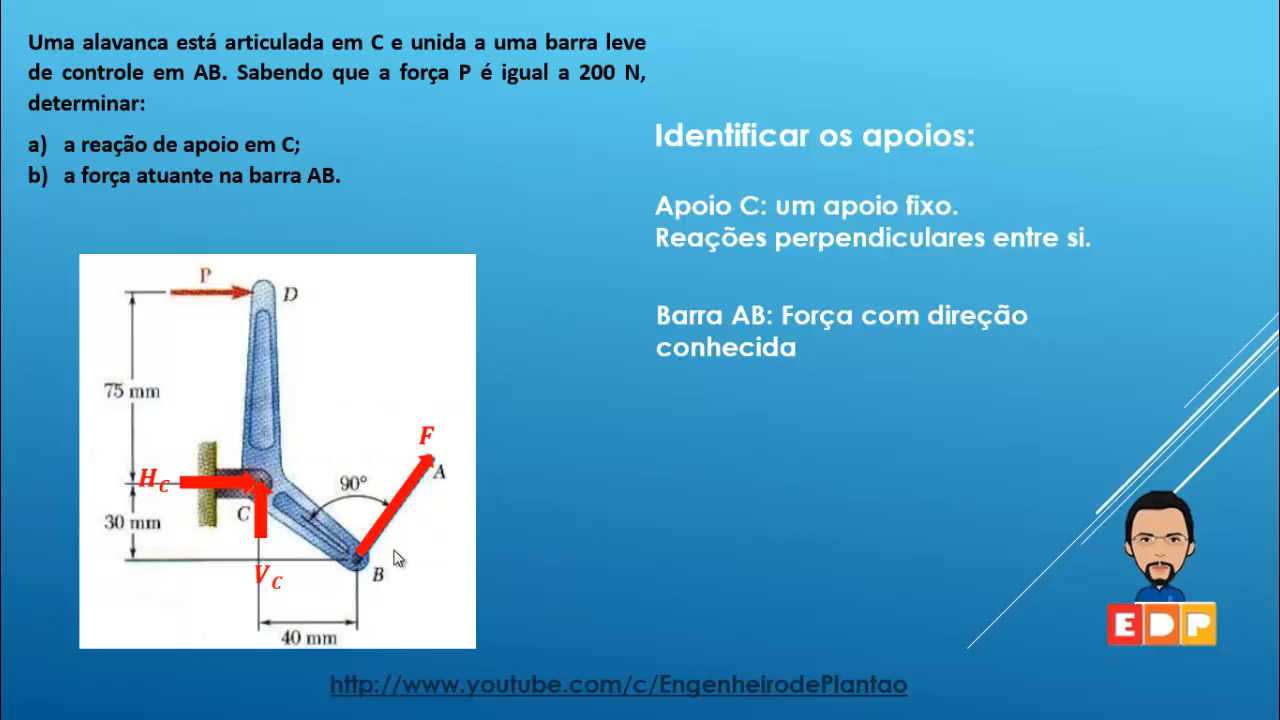 Uma alavanca está articulada em C e unida a uma barra leve
de controle em AB. Sabendo que a força P é igual a 200 N,
determinar:
a) a reação de apoio em C;
b) a força atuante na barra AB.
Identificar os apoios:
Apoio C: um apoio fixo.
Reações perpendiculares entre si.
Barra AB: Força com direção
conhecida
P
D
75 mm
F
A
H_C
90°
C
30 mm
V_C
B
40 mm
EDP
http://www.youtube.com/c/EngenheirodePlantao